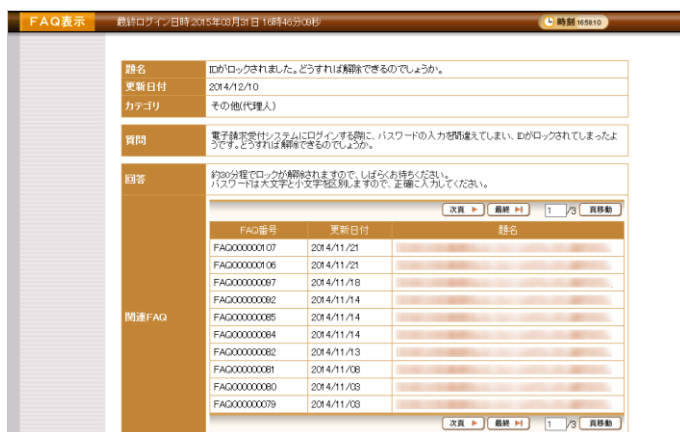 FAQ表示 最終ログイン日時:2015年03月31日 16時46分09秒 時刻 16:58:10
題名 IDがロックされました。どうすれば解除できるのでしょうか。
更新日付 2014/12/10
カテゴリ その他(代理人)
質問 電子請求受付システムにログインする際に、パスワードの入力を間違えてしまい、IDがロックされてしまったよ
うです。どうすれば解除できるのでしょうか。
回答 約30分程でロックが解除されますので、しばらくお待ちください。
パスワードは大文字と小文字を区別しますので、正確に入力してください。
次頁 最終 1 /3 頁移動
FAQ番号 更新日付 題名
FAQ000000107 2014/11/21
FAQ000000106 2014/11/21
FAQ000000097 2014/11/18
FAQ000000092 2014/11/14
関連FAQ
FAQ000000085 2014/11/14
FAQ000000084 2014/11/14
FAQ000000082 2014/11/13
FAQ000000081 2014/11/08
FAQ000000080 2014/11/03
FAQ000000079 2014/11/03
次頁 最終 1 /3 頁移動